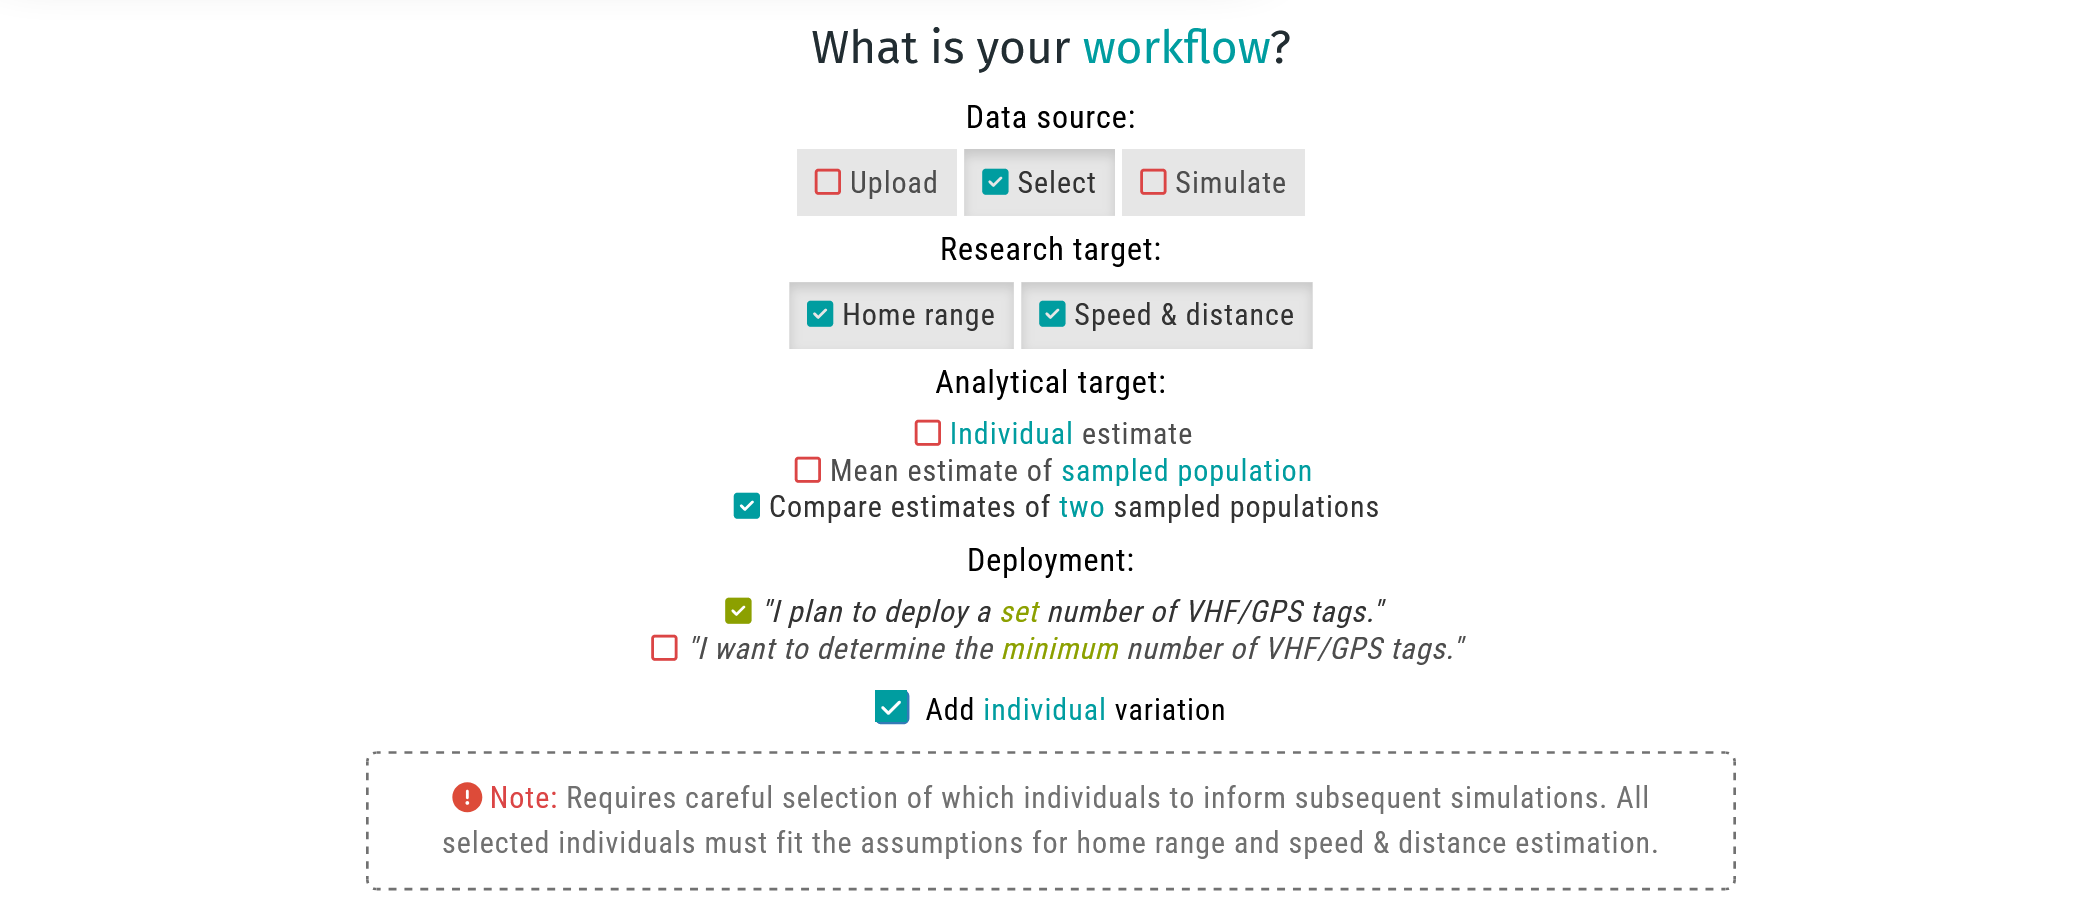 What is your workflow?
Data source:
Upload Select Simulate
Research target:
Home range Speed & distance
Analytical target:
Individual estimate
Mean estimate of sampled population
Compare estimates of two sampled populations
Deployment:
"I plan to deploy a set number of VHF/GPS tags."
"I want to determine the minimum number of VHF/GPS tags."
Add individual variation
Note: Requires careful selection of which individuals to inform subsequent simulations. All
selected individuals must fit the assumptions for home range and speed & distance estimation.